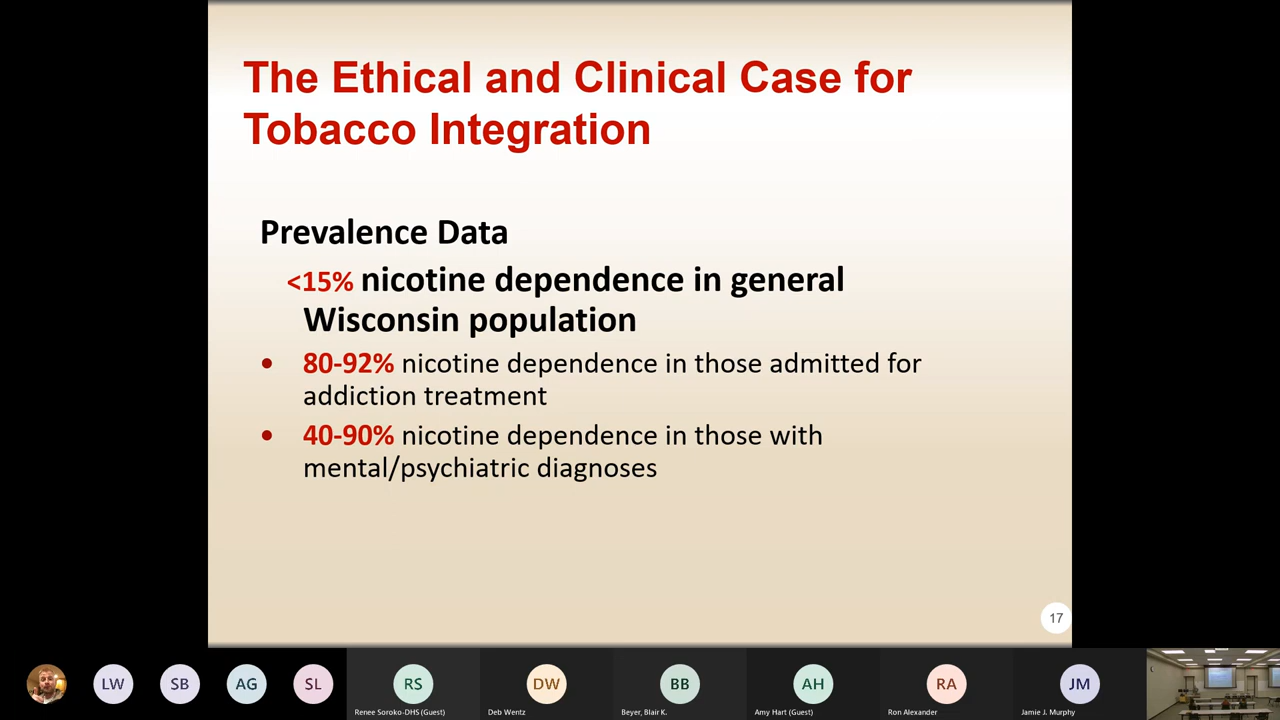 The Ethical and Clinical Case for
Tobacco Integration
Prevalence Data
<15% nicotine dependence in general
Wisconsin population
• 80-92% nicotine dependence in those admitted for
addiction treatment
• 40-90% nicotine dependence in those with
mental/psychiatric diagnoses
17
LW
SB
AG
SL
RS
DW
BB
AH
RA
JM
Renee Soroko-DHS (Guest)
Deb Wentz
Beyer, Blair K.
Amy Hart (Guest)
Ron Alexander
Jamie J. Murphy